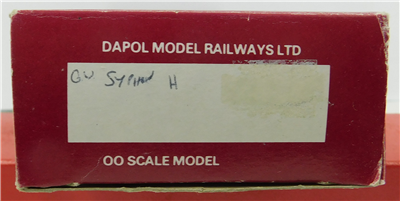 DAPOL MODEL RAILWAYS LTD
GW SYPHON H
OO SCALE MODEL